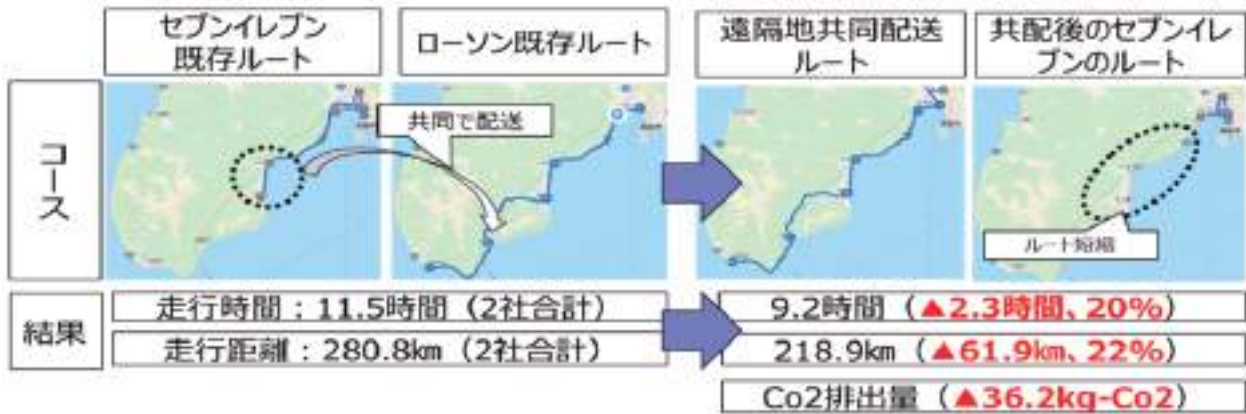 セブンイレブン
既存ルート
ローソン既存ルート
遠隔地共同配送
ルート
共配後のセブンイレ
ブンのルート
コース
共同で配送
ルート短縮
結果
走行時間:11.5時間(2社合計)
走行距離:280.8km(2社合計)
9.2時間(▲2.3時間、20%)
218.9km(▲61.9km、22%)
Co2排出量(▲36.2kg-Co2)